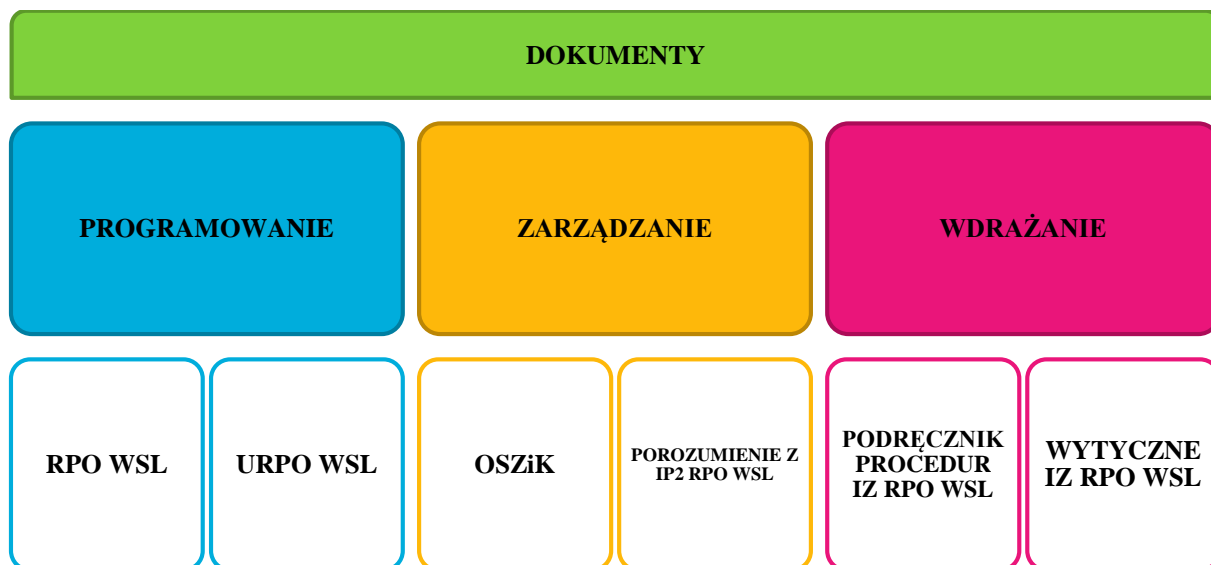 DOKUMENTY
PROGRAMOWANIE
ZARZĄDZANIE
WDRAŻANIE
RPO WSL
URPO WSL
OSZiK
POROZUMIENIE Z
IP2 RPO WSL
PODRĘCZNIK
PROCEDUR
IZ RPO WSL
WYTYCZNE
IZ RPO WSL